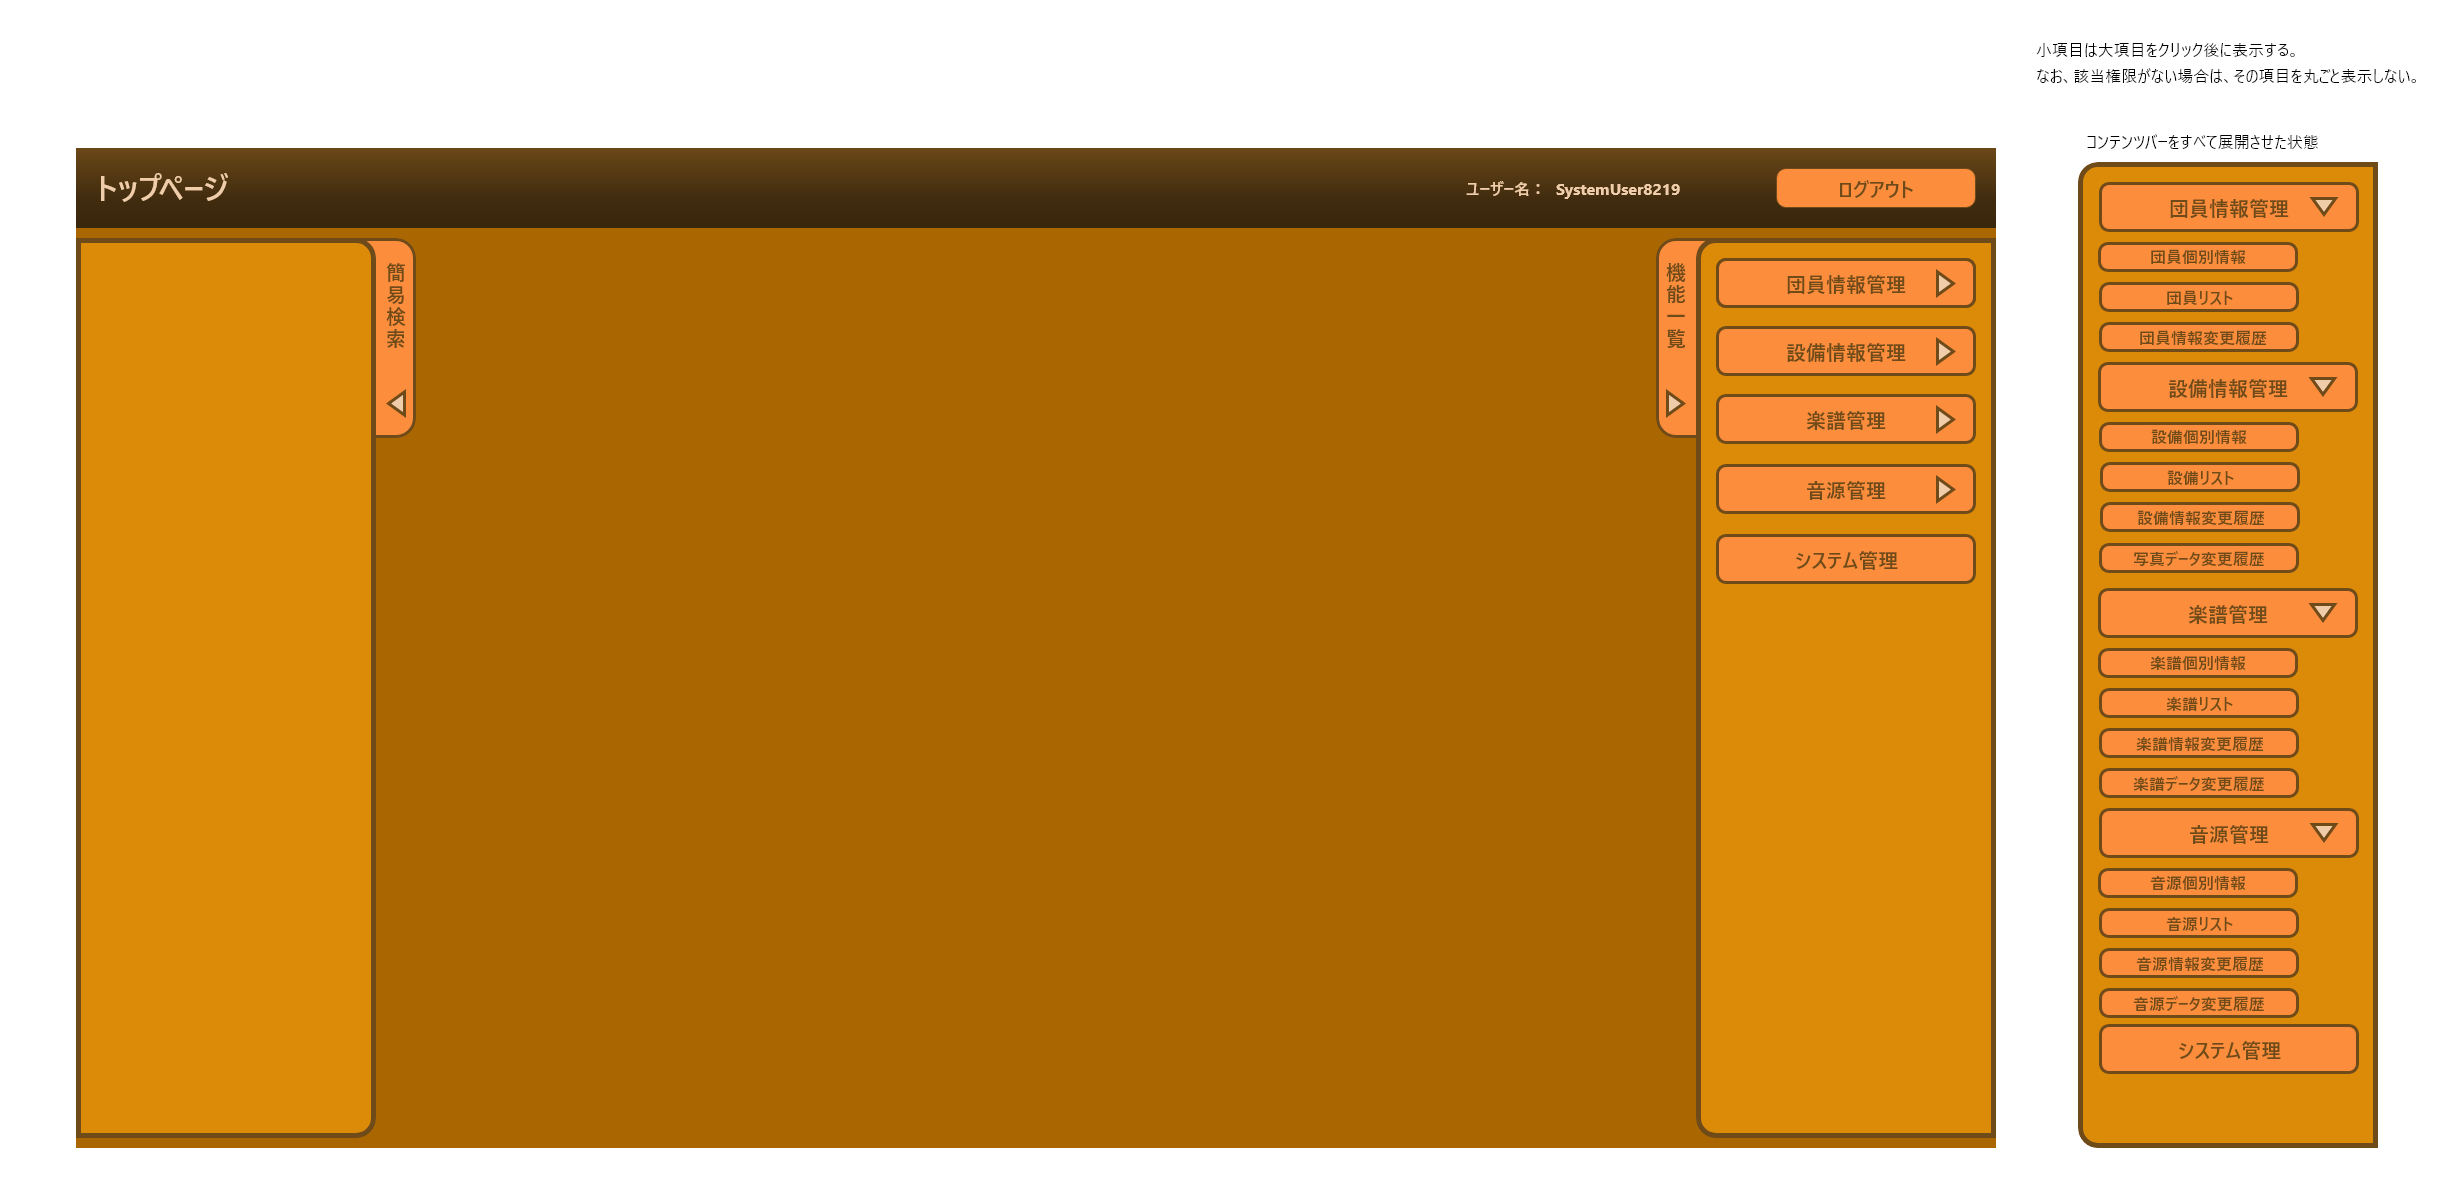 小項目は大項目をクリック後に表示する。
なお、該当権限がない場合は、その項目を丸ごと表示しない。
トップページ
ユーザー名： SystemUser8219
ログアウト
簡易検索
機能一覧
団員情報管理
設備情報管理
楽譜管理
音源管理
システム管理
コンテンツバーをすべて展開させた状態
団員情報管理
団員個別情報
団員リスト
団員情報変更履歴
設備情報管理
設備個別情報
設備リスト
設備情報変更履歴
写真データ変更履歴
楽譜管理
楽譜個別情報
楽譜リスト
楽譜情報変更履歴
楽譜データ変更履歴
音源管理
音源個別情報
音源リスト
音源情報変更履歴
音源データ変更履歴
システム管理